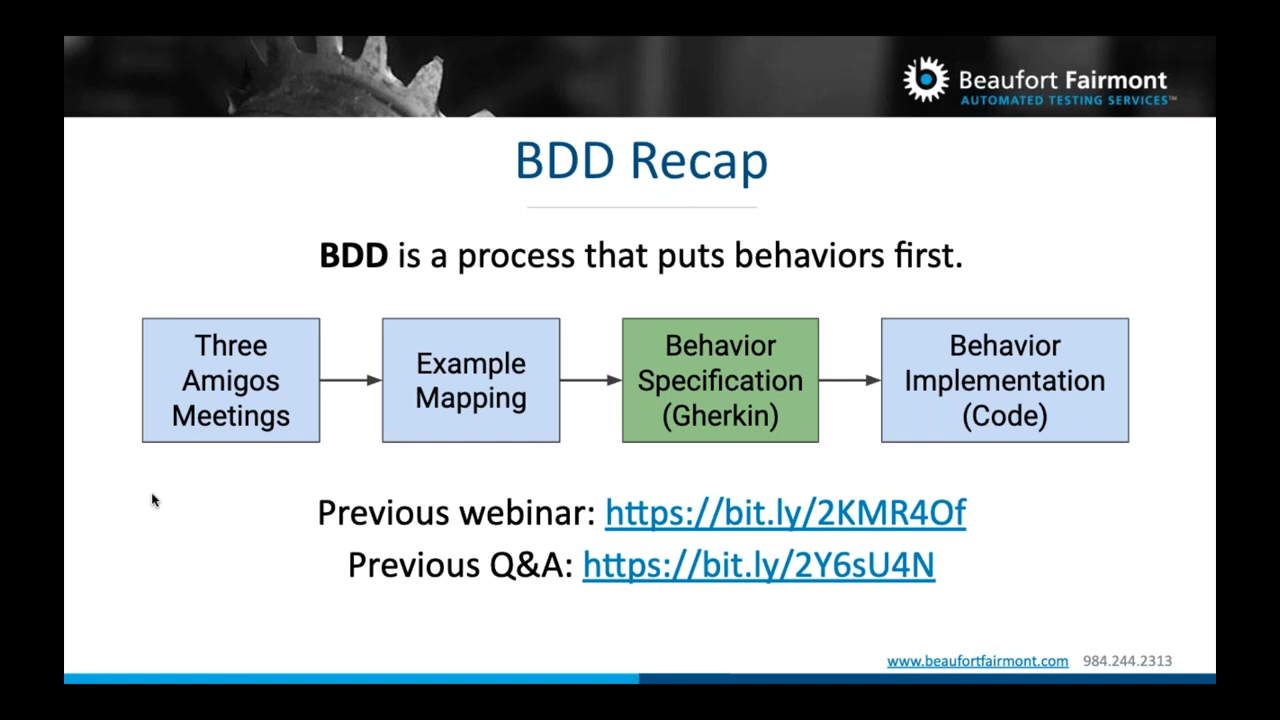 Beaufort Fairmont
AUTOMATED TESTING SERVICES™
BDD Recap
BDD is a process that puts behaviors first.
Three
Amigos
Meetings
Example
Mapping
Behavior
Specification
(Gherkin)
Behavior
Implementation
(Code)
Previous webinar: https://bit.ly/2KMR4Of
Previous Q&A: https://bit.ly/2Y6sU4N
www.beaufortfairmont.com 984.244.2313